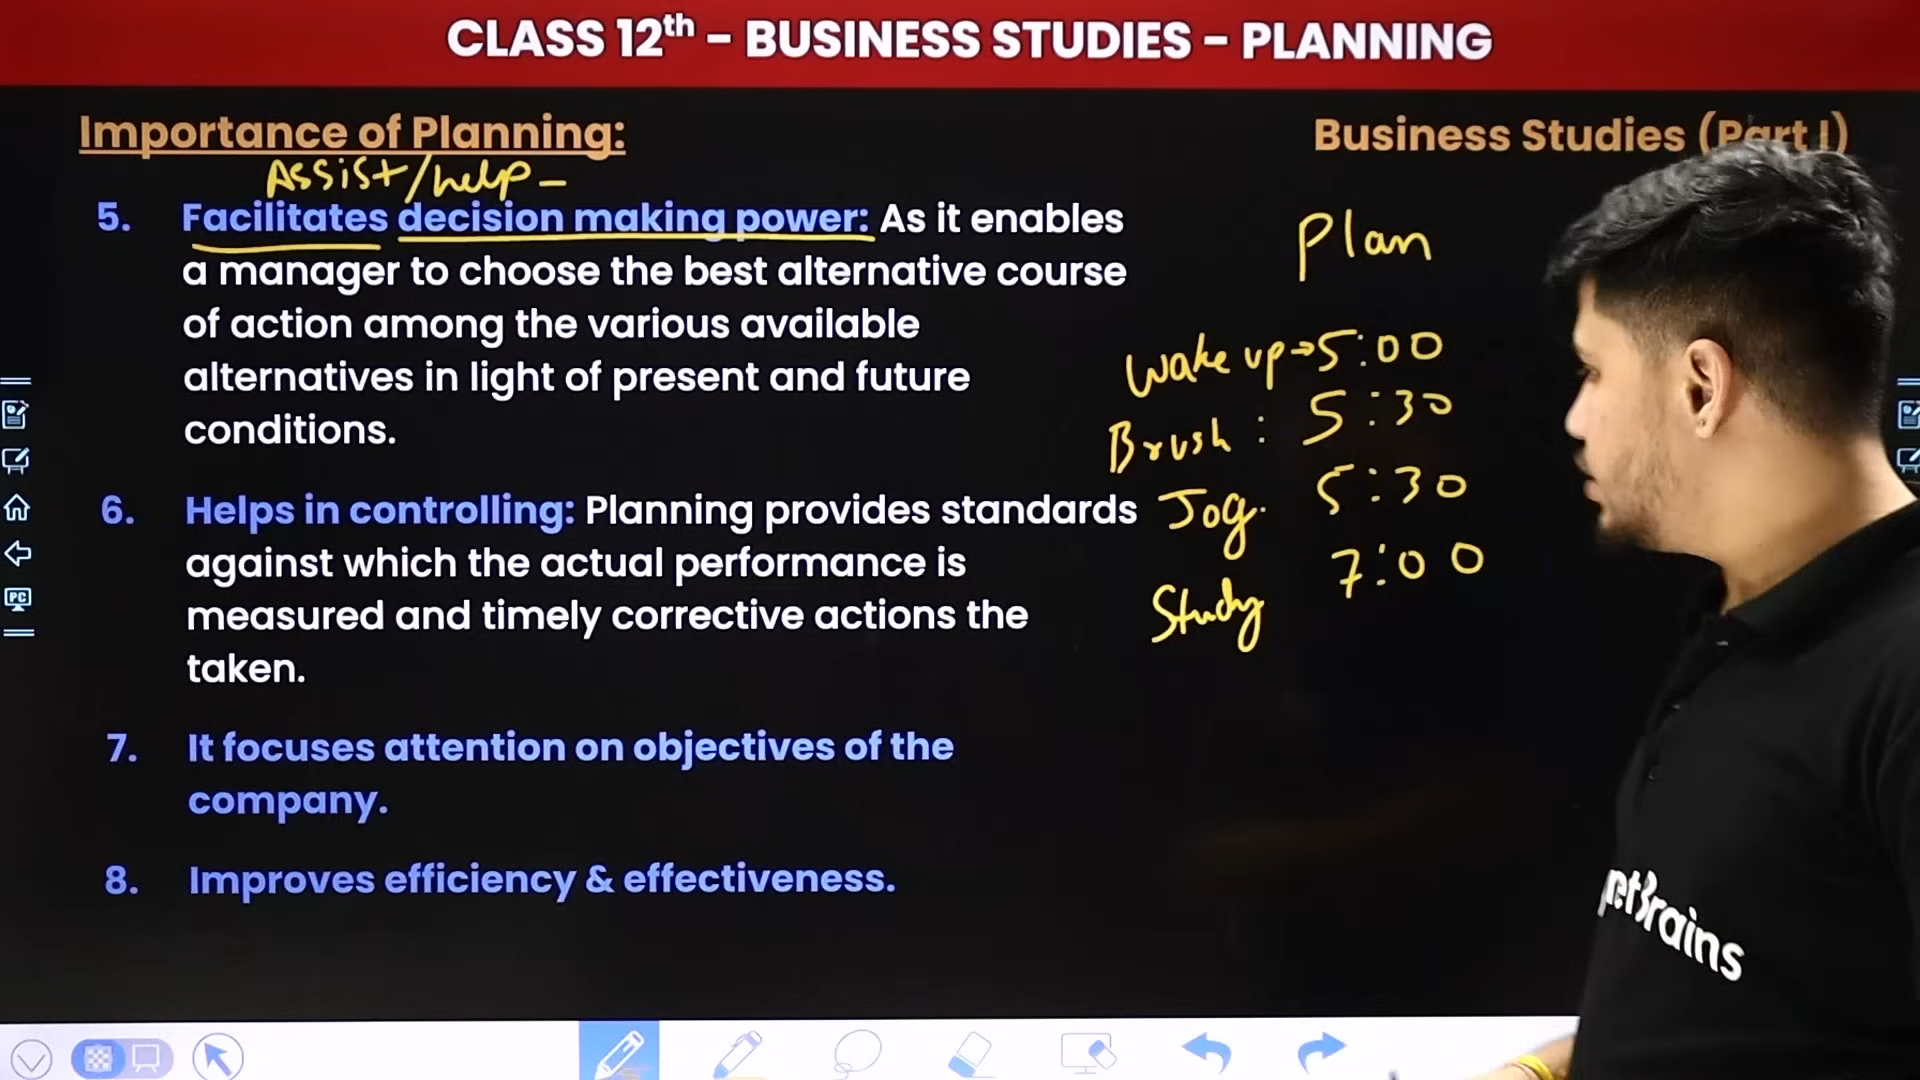 CLASS 12th – BUSINESS STUDIES – PLANNING
Importance of Planning:
Business Studies (Part I)
Assist/help –
5. Facilitates decision making power: As it enables
a manager to choose the best alternative course
of action among the various available
alternatives in light of present and future
conditions.
6. Helps in controlling: Planning provides standards
against which the actual performance is
measured and timely corrective actions the
taken.
7. It focuses attention on objectives of the
company.
8. Improves efficiency & effectiveness.
Plan
Wake up → 5:00
Brush : 5:30
Jog. 5:30
Study 7:00
PC
netBrains